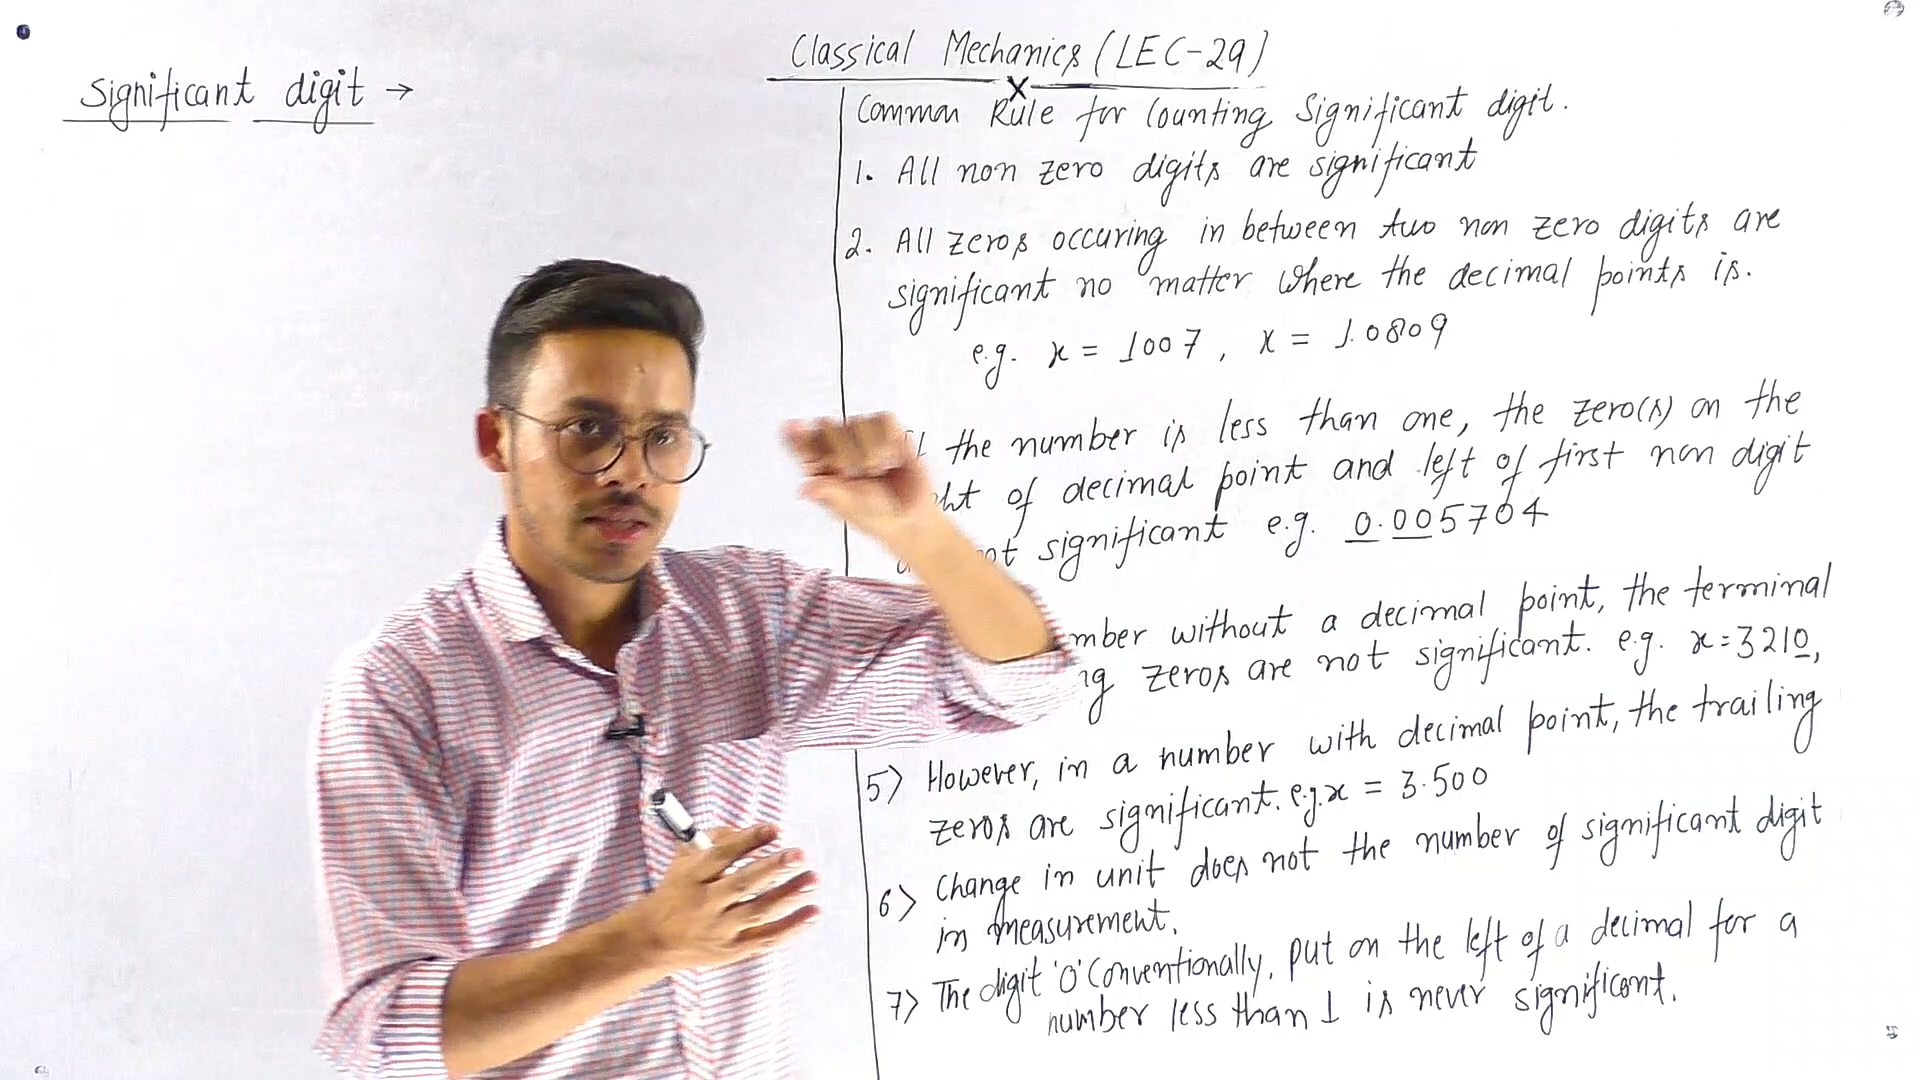 Classical Mechanics (LEC-29)
X
Significant digit →
Common Rule for Counting Significant digit.
1. All non zero digits are significant
2. All zeros occuring in between two non zero digits are
significant no matter where the decimal points is.
e.g. x = 1007, x = 1.0809
the number is less than one, the zero(s) on the
of decimal point and left of first non digit
significant e.g. 0.005704
without a decimal point, the terminal
zeros are not significant. e.g. x=3210,
5) However, in a number with decimal point, the trailing
zeros are significant. e.g. x = 3.500
6) Change in unit does not the number of significant digit
in measurement.
7) The digit '0' Conventionally, put on the left of a decimal for a
number less than 1 is never significant.